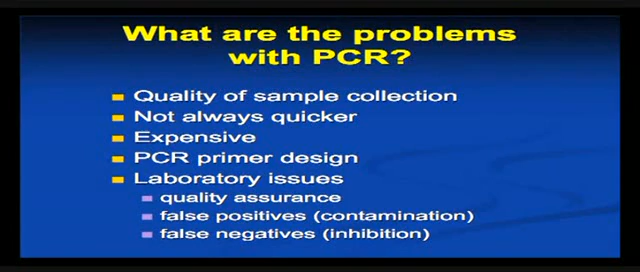 What are the problems
with PCR?
Quality of sample collection
Not always quicker
Expensive
PCR primer design
Laboratory issues
quality assurance
false positives (contamination)
false negatives (inhibition)